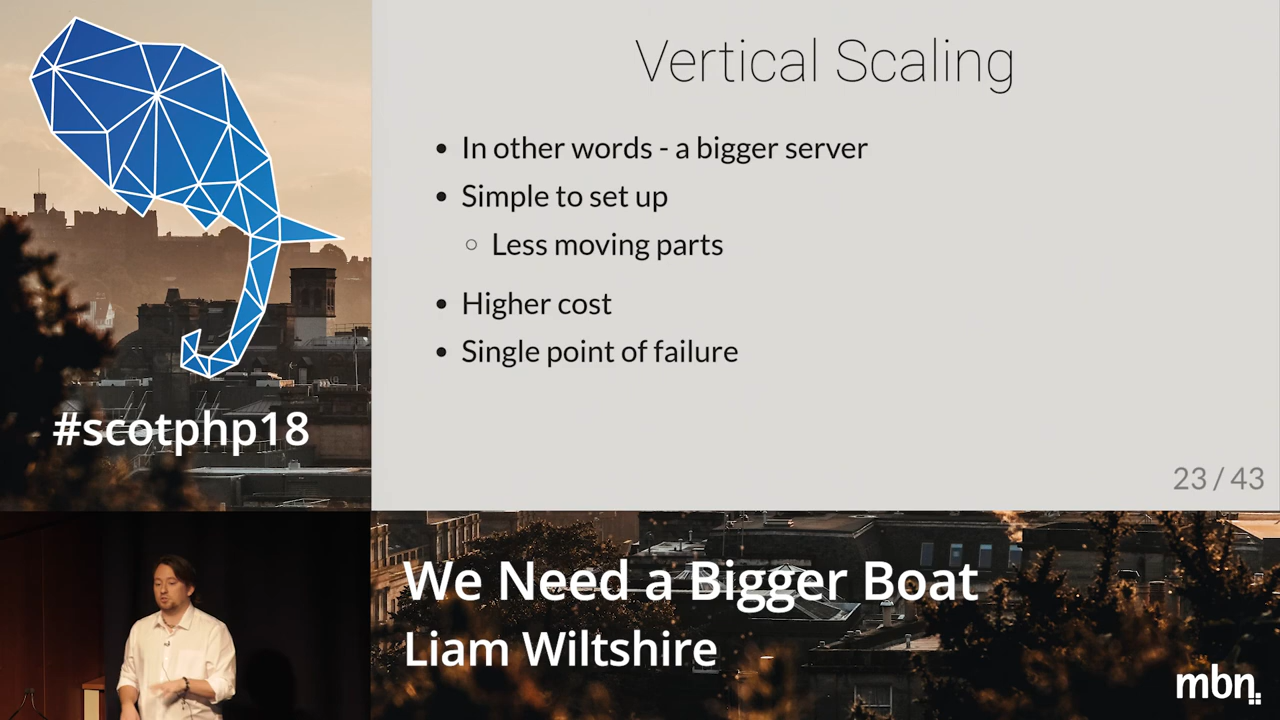 Vertical Scaling
In other words - a bigger server
Simple to set up
Less moving parts
Higher cost
Single point of failure
23 / 43
#scotphp18
We Need a Bigger Boat
Liam Wiltshire
mbn